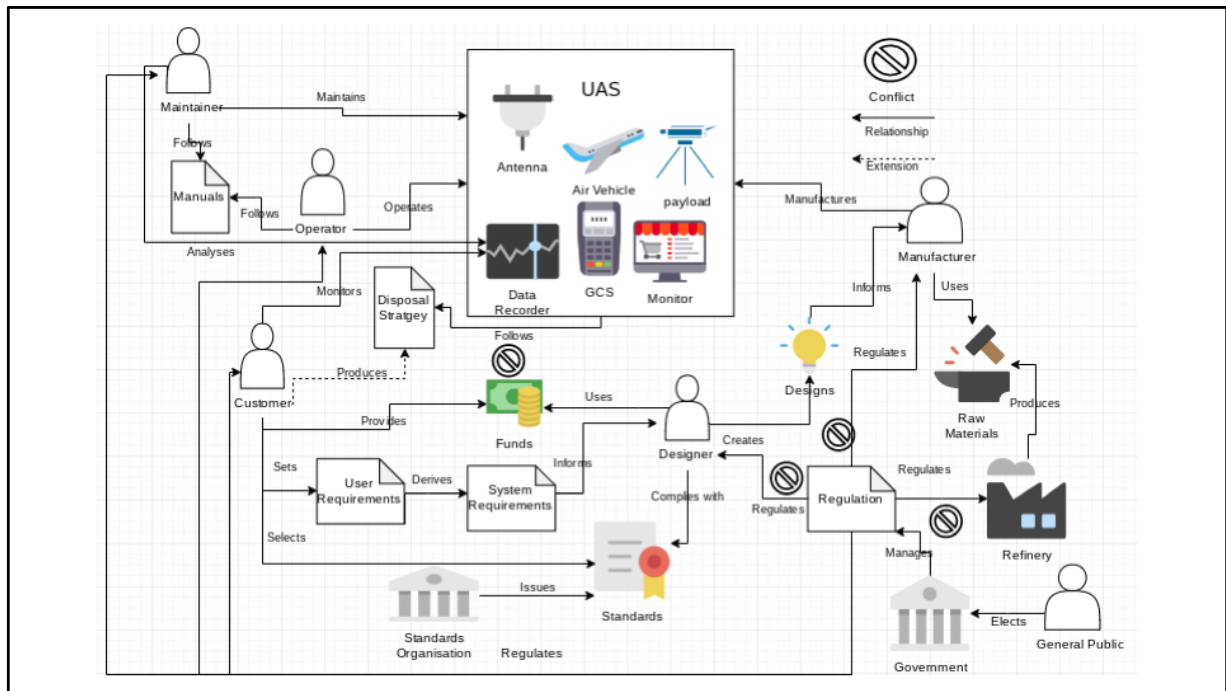 UAS
Conflict
Maintainer
Maintains
Relationship
Antenna
Follows
Extension
Air Vehicle
payload
Manuals
Follows
Operates
Manufactures
Operator
Analyses
Manufacturer
Monitors
Data
Recorder
GCS
Monitor
Informs
Uses
Disposal
Stratgey
Follows
Regulates
Produces
Customer
Designs
Uses
Produces
Raw
Materials
Provides
Funds
Designer
Creates
Sets
User
Requirements
Derives
System
Requirements
Informs
Complies with
Regulates
Regulation
Regulates
Selects
Manages
Refinery
Issues
Standards
Elects
Standards
Organisation
Regulates
Government
General Public